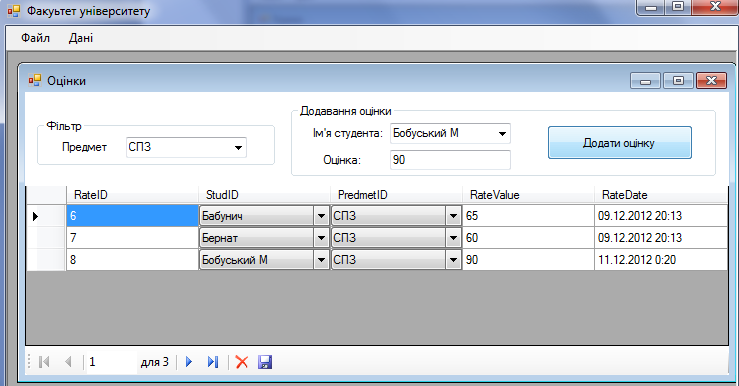 Факуьтет університету
Файл Дані
Оцінки
Фільтр
Предмет СПЗ
Додавання оцінки
Ім'я студента: Бобуський М
Оцінка: 90
Додати оцінку
RateID StudID PredmetID RateValue RateDate
6 Бабунич СПЗ 65 09.12.2012 20:13
7 Бернат СПЗ 60 09.12.2012 20:13
8 Бобуський М СПЗ 90 11.12.2012 0:20
1 для 3